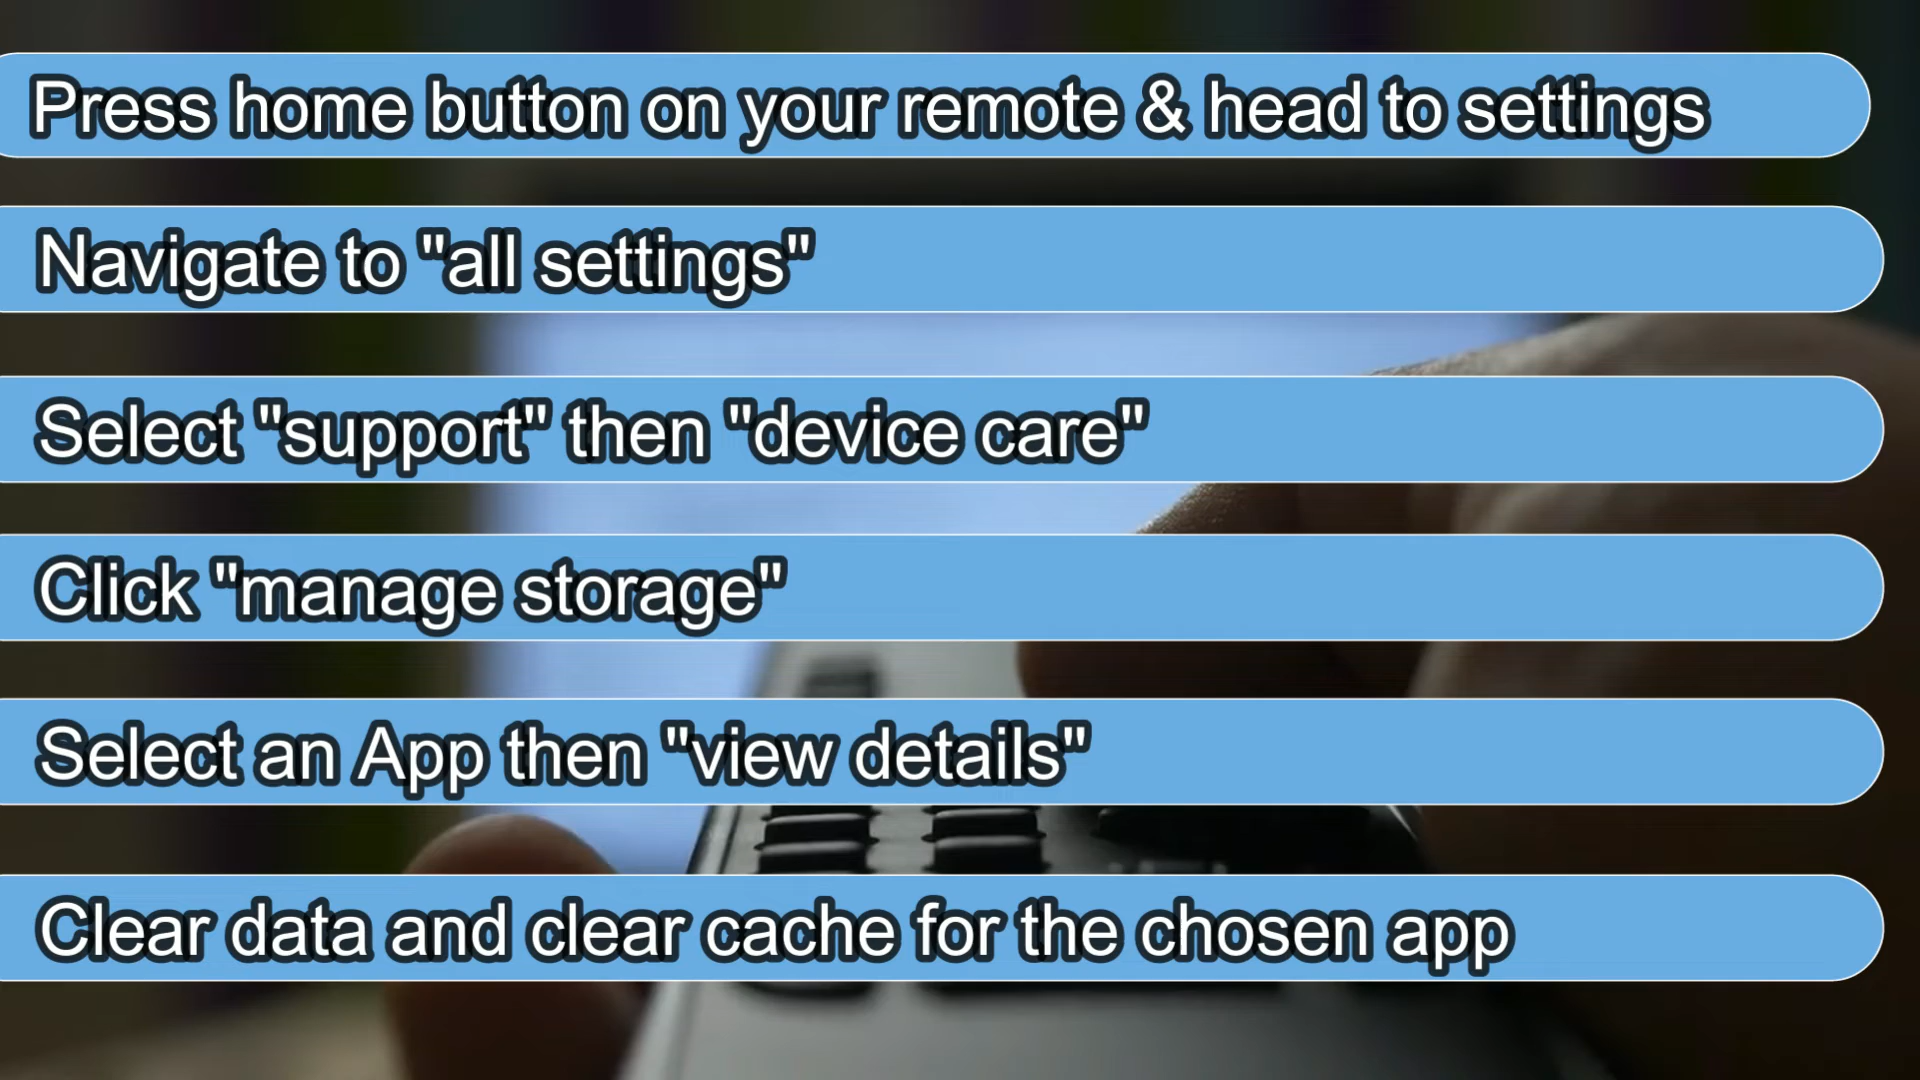 Press home button on your remote & head to settings
Navigate to "all settings"
Select "support" then "device care"
Click "manage storage"
Select an App then "view details"
Clear data and clear cache for the chosen app